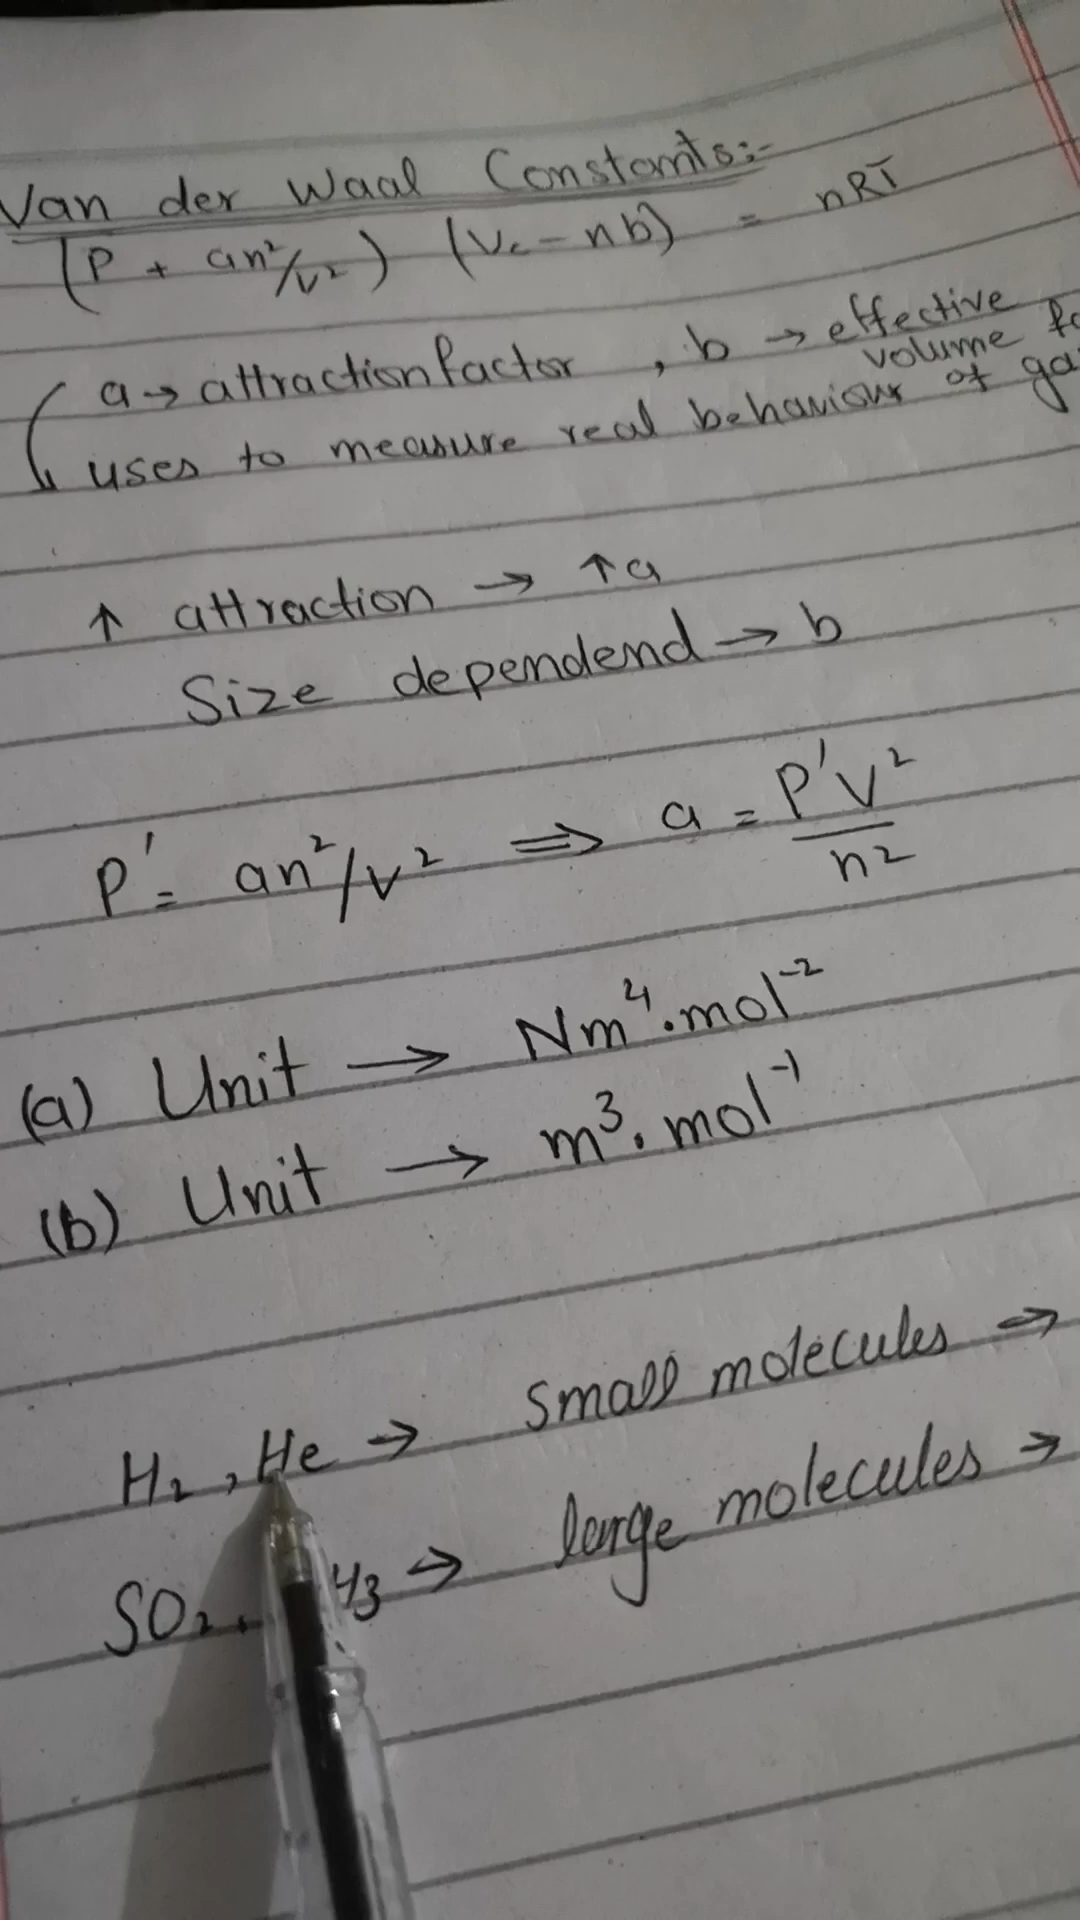 Van der Waal Constants:-
(P + an²/v²) (Vc - nb) = nRT
a → attraction factor , b → effective
volume
uses to measure real behaviour of
↑ attraction → ↑a
Size dependend → b
P' = an²/v² ⇒ a = P'V²/n²
(a) Unit → Nm⁴.mol⁻²
(b) Unit → m³.mol⁻¹
H₂ , He → Small molecules →
SO₂, H₃ → large molecules →